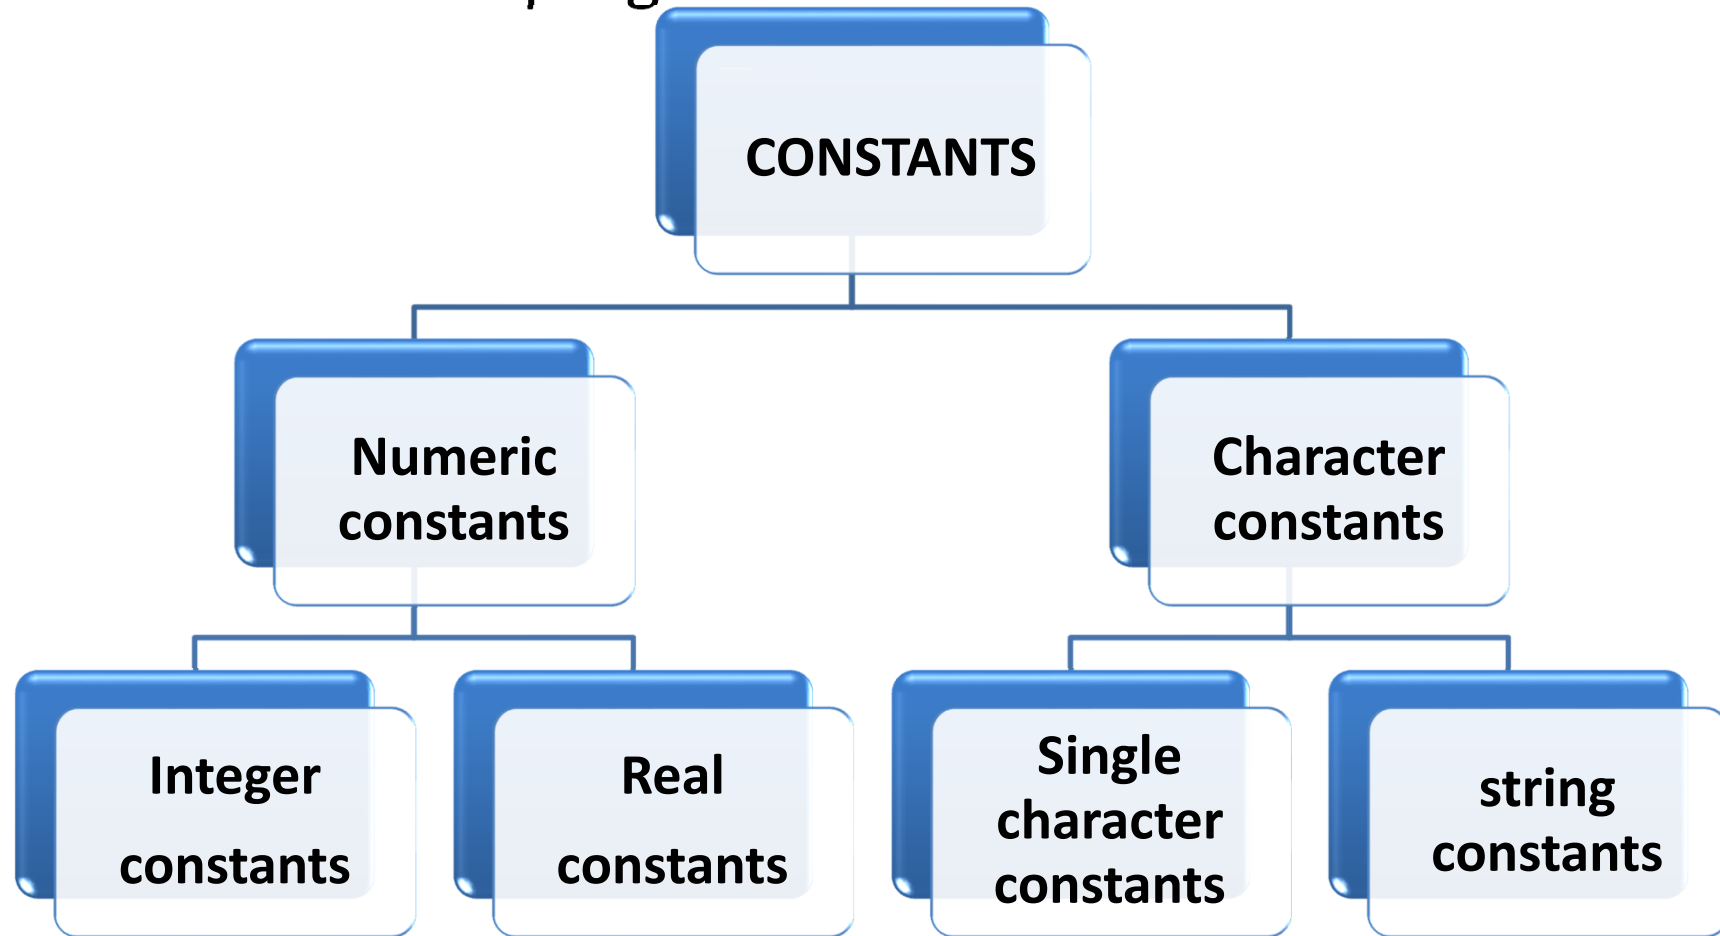 CONSTANTS
Numeric
constants
Character
constants
Integer
constants
Real
constants
Single
character
constants
string
constants